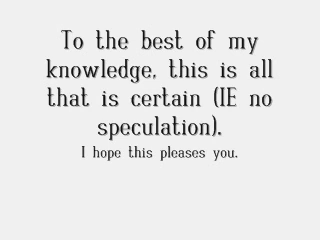 To the best of my
knowledge, this is all
that is certain (IE no
speculation).
I hope this pleases you.